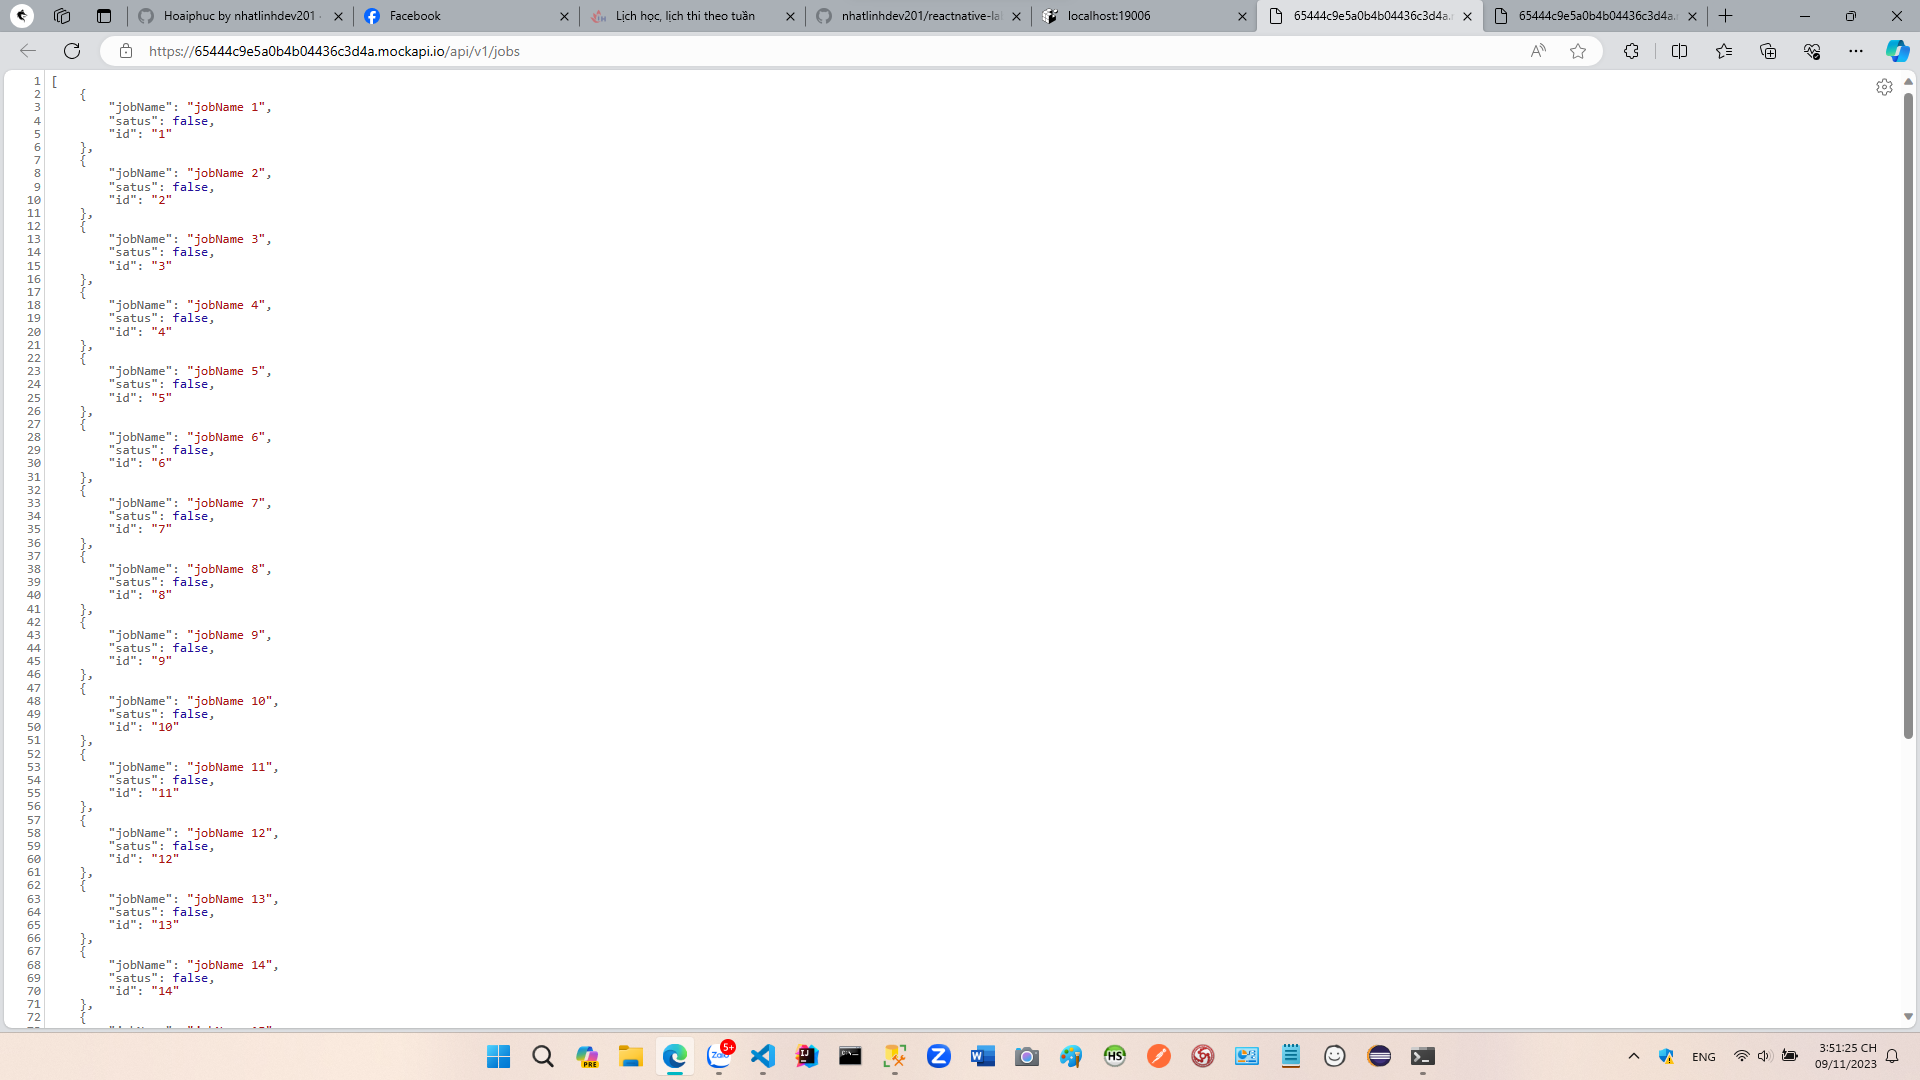 Hoaiphuc by nhatlinhdev201
Facebook
Lịch học, lịch thi theo tuần
nhatlinhdev201/reactnative-la
localhost:19006
65444c9e5a0b4b04436c3d4a.
65444c9e5a0b4b04436c3d4a.
https://65444c9e5a0b4b04436c3d4a.mockapi.io/api/v1/jobs
1 [
2 {
3 "jobName": "jobName 1",
4 "satus": false,
5 "id": "1"
6 },
7 {
8 "jobName": "jobName 2",
9 "satus": false,
10 "id": "2"
11 },
12 {
13 "jobName": "jobName 3",
14 "satus": false,
15 "id": "3"
16 },
17 {
18 "jobName": "jobName 4",
19 "satus": false,
20 "id": "4"
21 },
22 {
23 "jobName": "jobName 5",
24 "satus": false,
25 "id": "5"
26 },
27 {
28 "jobName": "jobName 6",
29 "satus": false,
30 "id": "6"
31 },
32 {
33 "jobName": "jobName 7",
34 "satus": false,
35 "id": "7"
36 },
37 {
38 "jobName": "jobName 8",
39 "satus": false,
40 "id": "8"
41 },
42 {
43 "jobName": "jobName 9",
44 "satus": false,
45 "id": "9"
46 },
47 {
48 "jobName": "jobName 10",
49 "satus": false,
50 "id": "10"
51 },
52 {
53 "jobName": "jobName 11",
54 "satus": false,
55 "id": "11"
56 },
57 {
58 "jobName": "jobName 12",
59 "satus": false,
60 "id": "12"
61 },
62 {
63 "jobName": "jobName 13",
64 "satus": false,
65 "id": "13"
66 },
67 {
68 "jobName": "jobName 14",
69 "satus": false,
70 "id": "14"
71 },
72 {
PRE
Zalo
5+
IJ
Z
W
HS
ENG
3:51:25 CH
09/11/2023